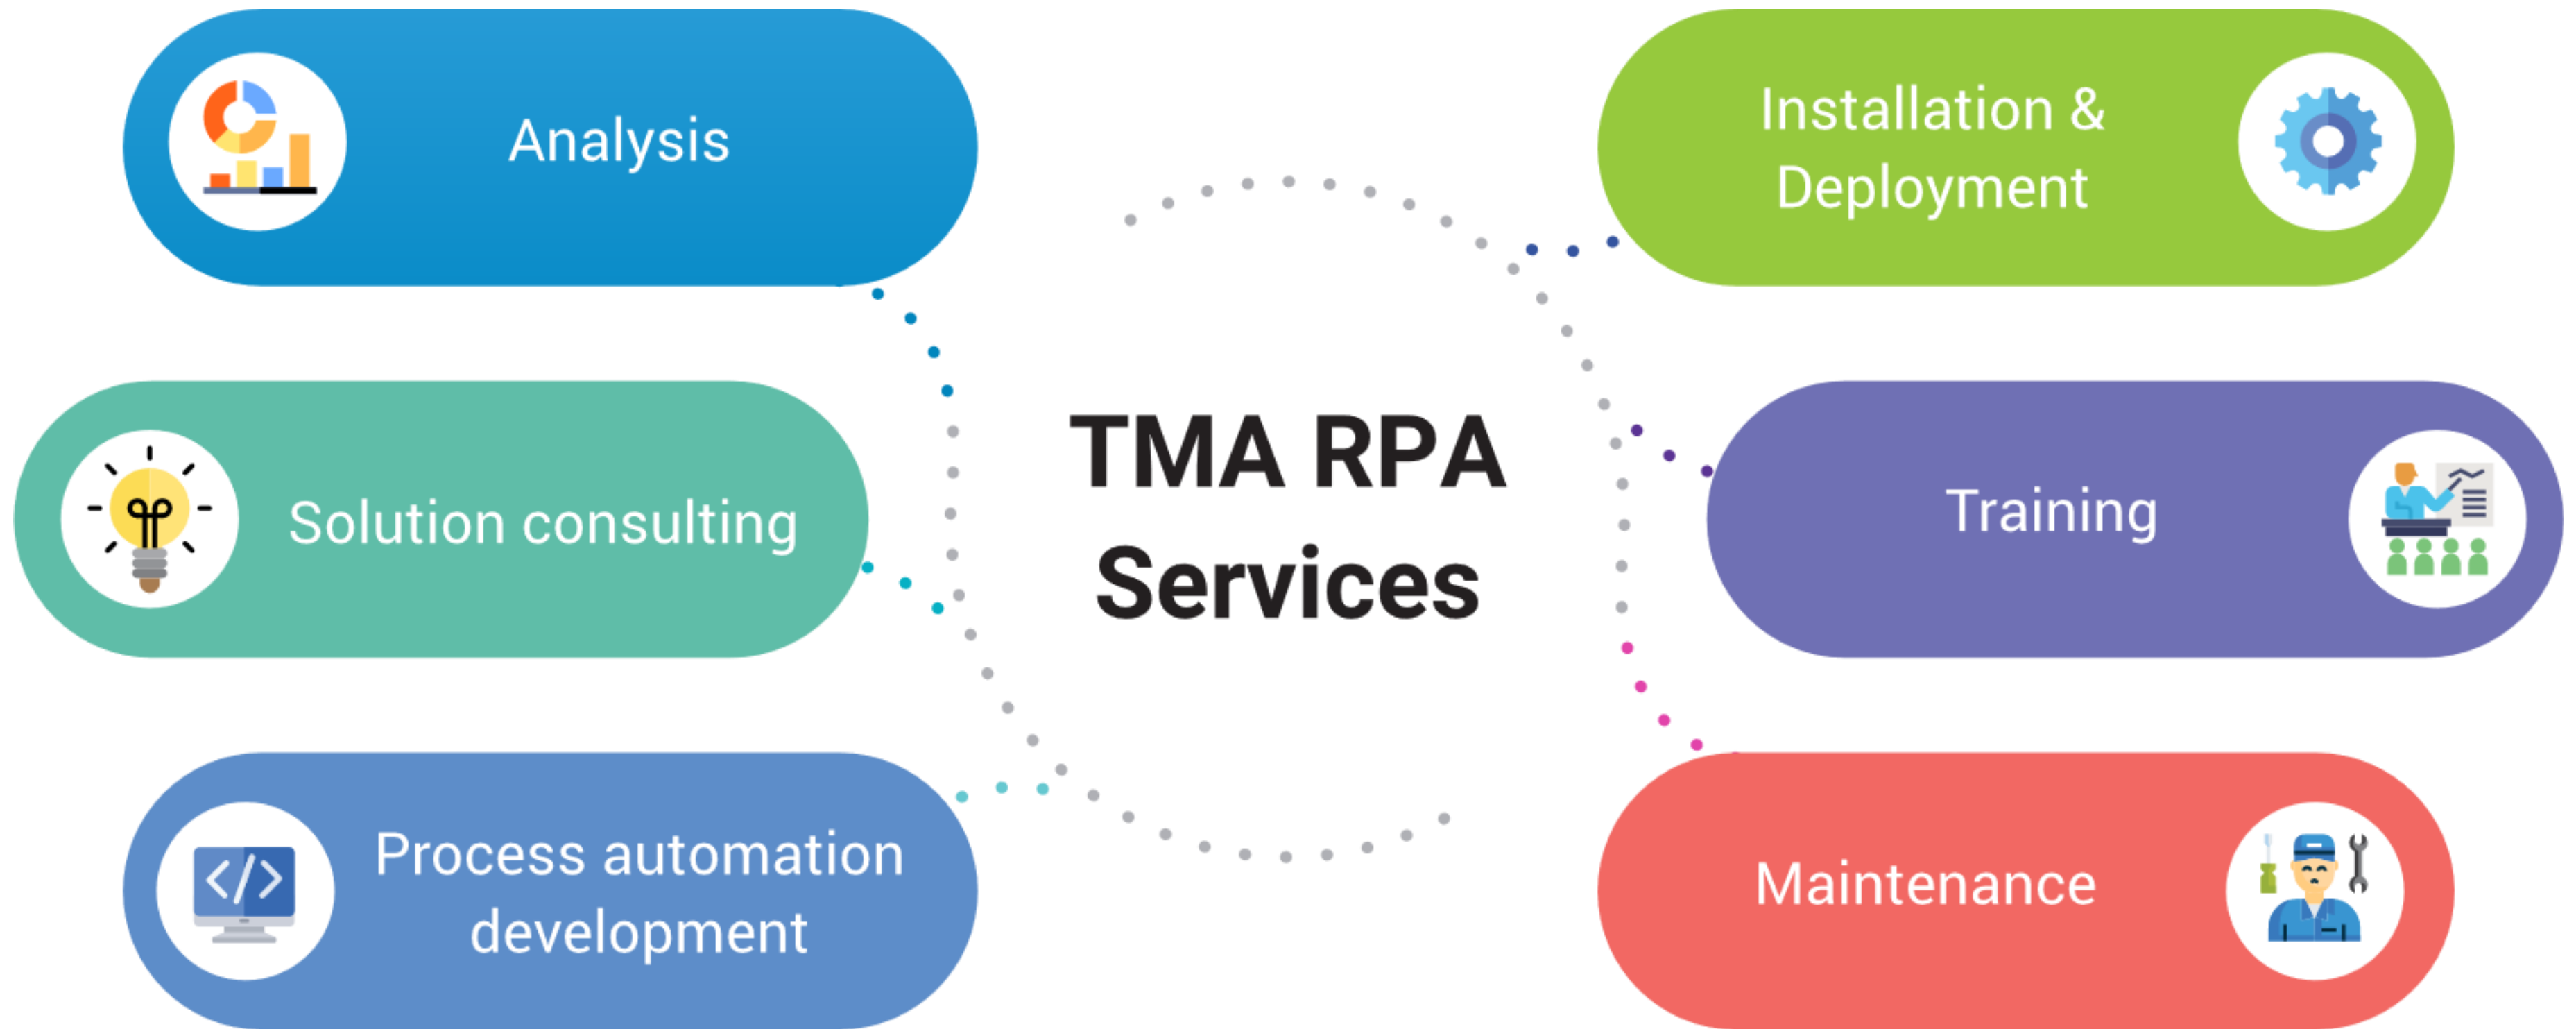 Analysis
Solution consulting
Process automation
development
TMA RPA
Services
Installation &
Deployment
Training
Maintenance